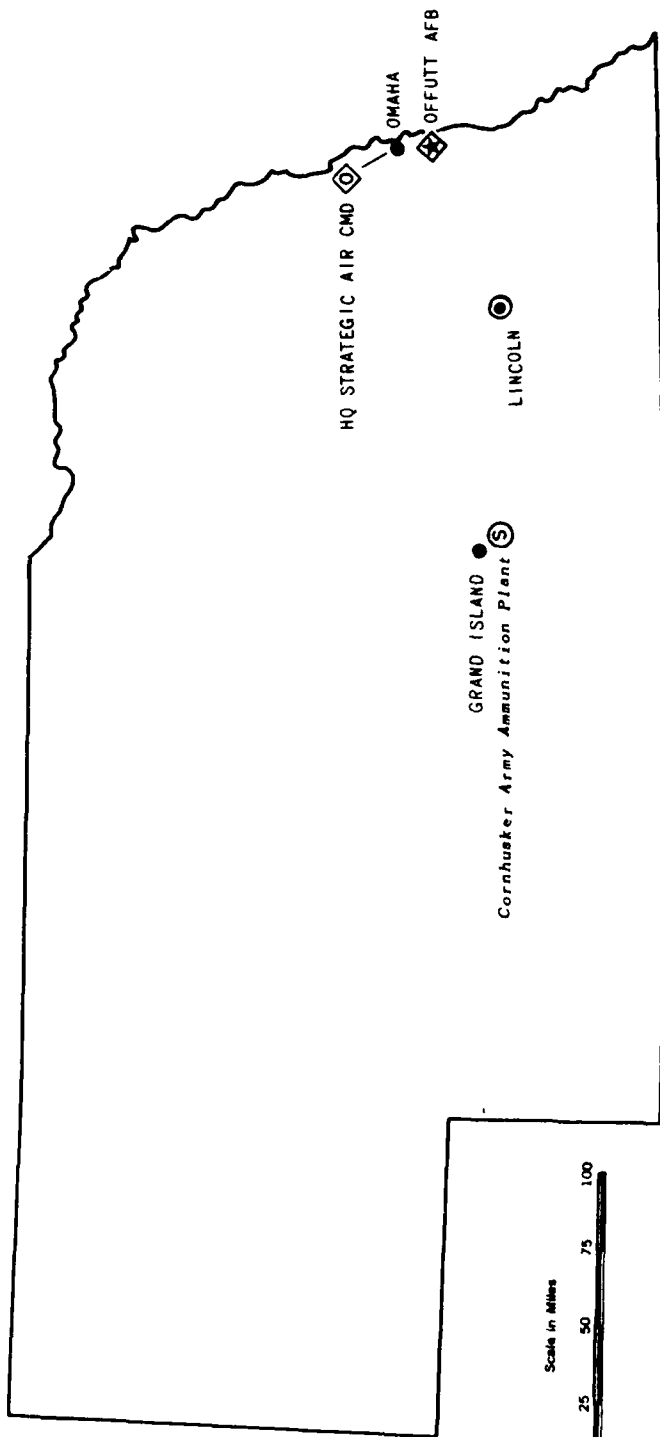 HQ STRATEGIC AIR CMD
O
OMAHA
OFFUTT AFB
LINCOLN
GRAND ISLAND
S
Cornhusker Army Ammunition Plant
Scale in Miles
25 50 75 100